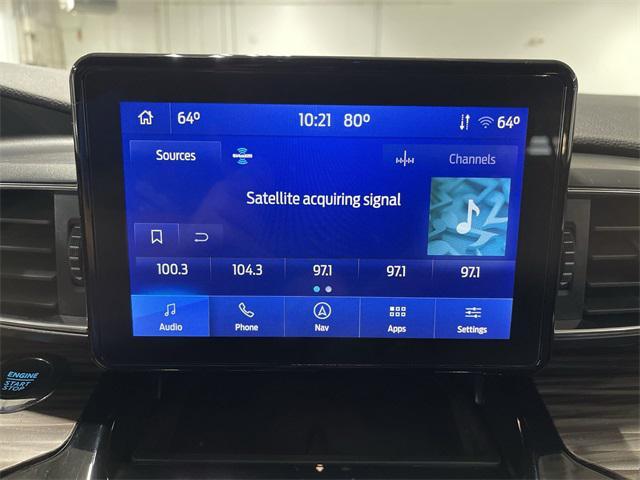 64° 10:21 80° 64°
Sources
Channels
Satellite acquiring signal
100.3 104.3 97.1 97.1 97.1
Audio Phone Nav Apps Settings
ENGINE
START
STOP